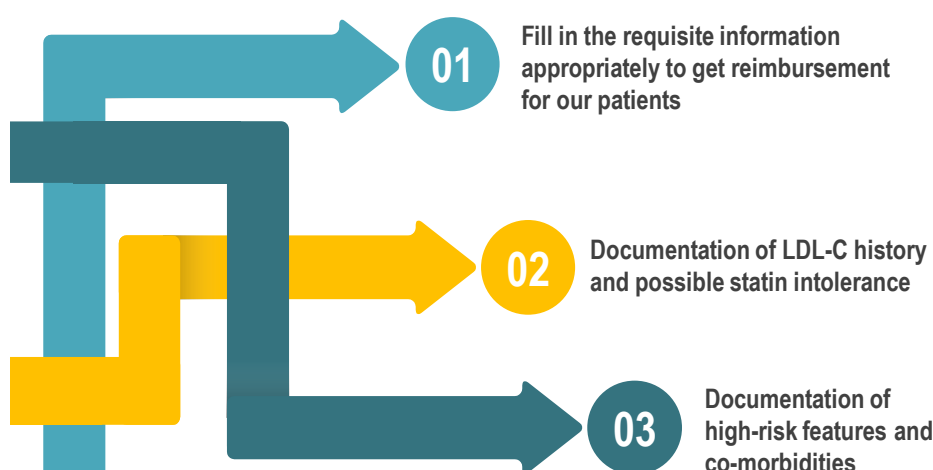 01
Fill in the requisite information
appropriately to get reimbursement
for our patients
02
Documentation of LDL-C history
and possible statin intolerance
03
Documentation of
high-risk features and
co-morbidities